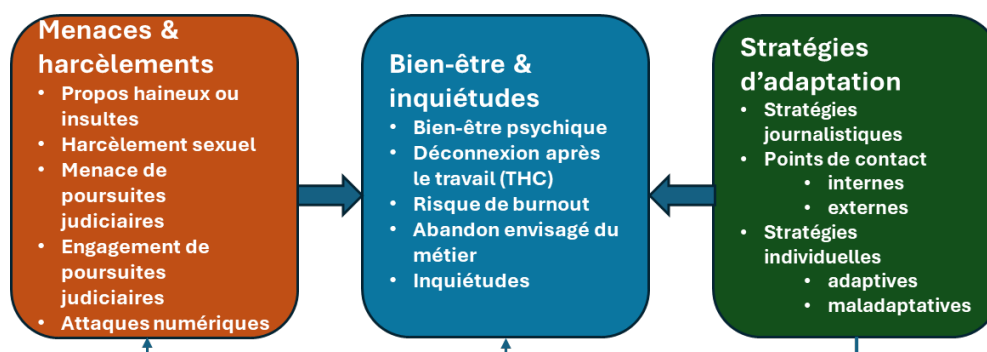 Menaces &
harcèlements
• Propos haineux ou
insultes
• Harcèlement sexuel
• Menace de
poursuites
judiciaires
• Engagement de
poursuites
judiciaires
• Attaques numériques
Bien-être &
inquiétudes
• Bien-être psychique
• Déconnexion après
le travail (THC)
• Risque de burnout
• Abandon envisagé du
métier
• Inquiétudes
Stratégies
d’adaptation
• Stratégies
journalistiques
• Points de contact
• internes
• externes
• Stratégies
individuelles
• adaptives
• maladaptatives